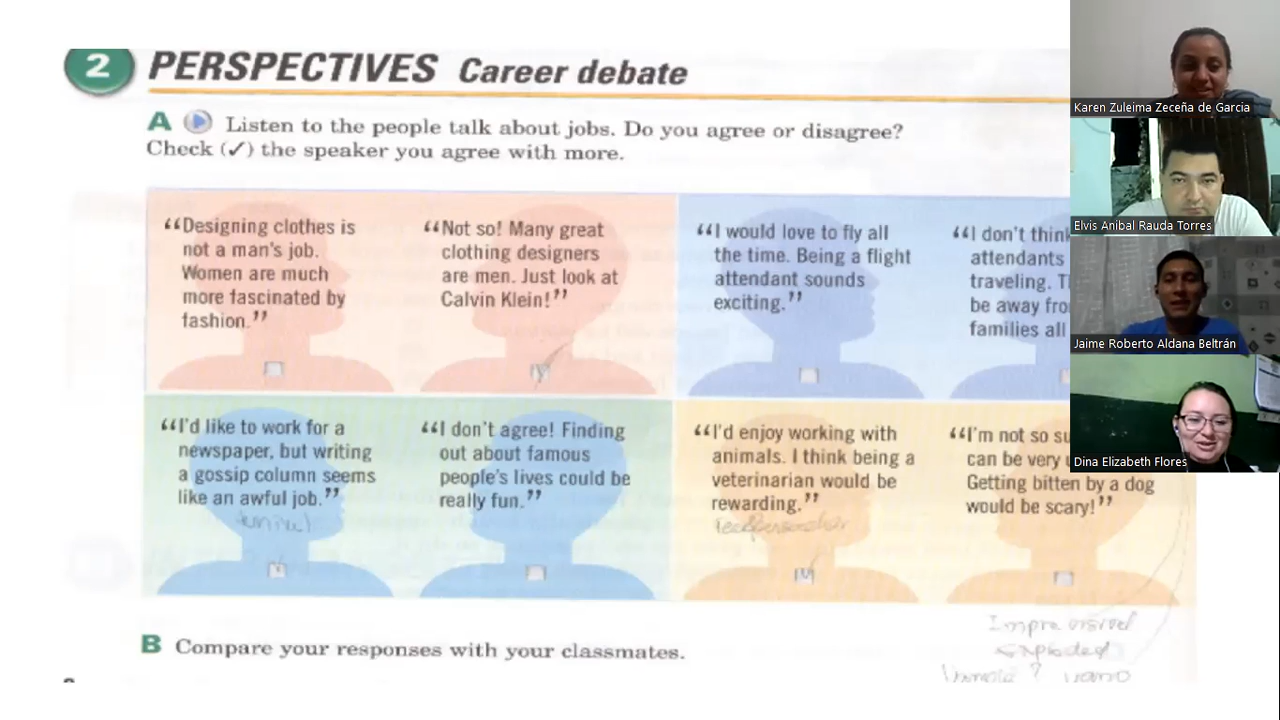 2 PERSPECTIVES Career debate
A Listen to the people talk about jobs. Do you agree or disagree?
Check (✓) the speaker you agree with more.
“Designing clothes is
not a man's job.
Women are much
more fascinated by
fashion.”
“Not so! Many great
clothing designers
are men. Just look at
Calvin Klein!”
“I would love to fly all
the time. Being a flight
attendant sounds
exciting.”
“I don't think
attendants
traveling. T
be away fro
families all
“I'd like to work for a
newspaper, but writing
a gossip column seems
like an awful job.”
“I don't agree! Finding
out about famous
people's lives could be
really fun.”
“I'd enjoy working with
animals. I think being a
veterinarian would be
rewarding.”
“I'm not so su
can be very u
Getting bitten by a dog
would be scary!”
B Compare your responses with your classmates.
Karen Zuleima Zeceña de Garcia
Elvis Anibal Rauda Torres
Jaime Roberto Aldana Beltrán
Dina Elizabeth Flores